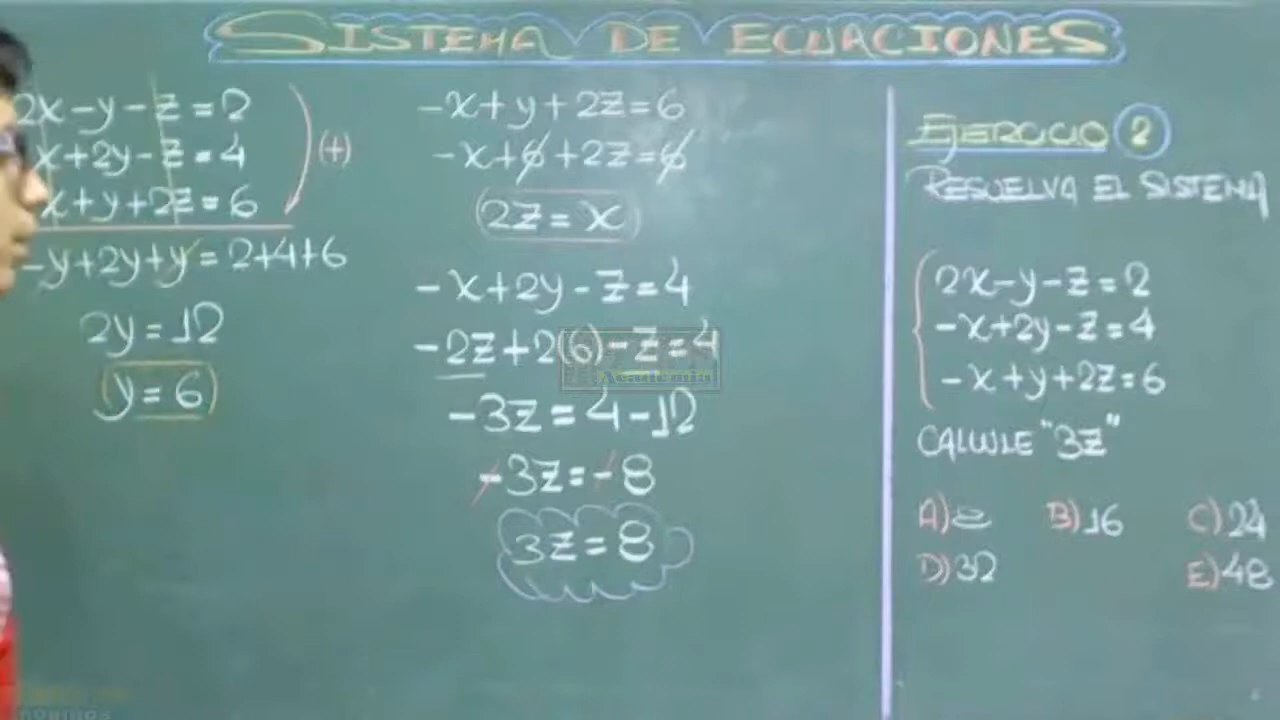 SISTEMA DE ECUACIONES
2x-y-z=2
x+2y-z=4
x+y+2z=6
(+)
-y+2y+y=2+4+6
2y=12
y=6
-x+y+2z=6
-x+6+2z=6
2z=x
-x+2y-z=4
-2z+2(6)-z=4
-3z=4-12
-3z=-8
3z=8
EJERCICIO 2
RESUELVA EL SISTEMA
2x-y-z=2
-x+2y-z=4
-x+y+2z=6
CALCULE "3z"
A) 8 B) 16 C) 24
D) 32 E) 48
Academia